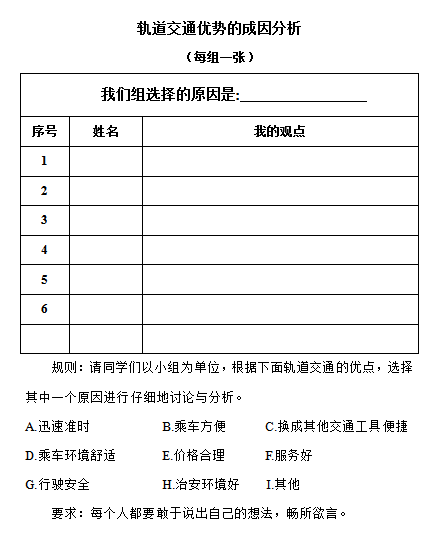 轨道交通优势的成因分析
（每组一张）
我们组选择的原因是:
序号 姓名 我的观点
1
2
3
4
5
6
规则：请同学们以小组为单位，根据下面轨道交通的优点，选择
其中一个原因进行仔细地讨论与分析。
A.迅速准时 B.乘车方便 C.换成其他交通工具便捷
D.乘车环境舒适 E.价格合理 F.服务好
G.行驶安全 H.治安环境好 I.其他
要求：每个人都要敢于说出自己的想法，畅所欲言。